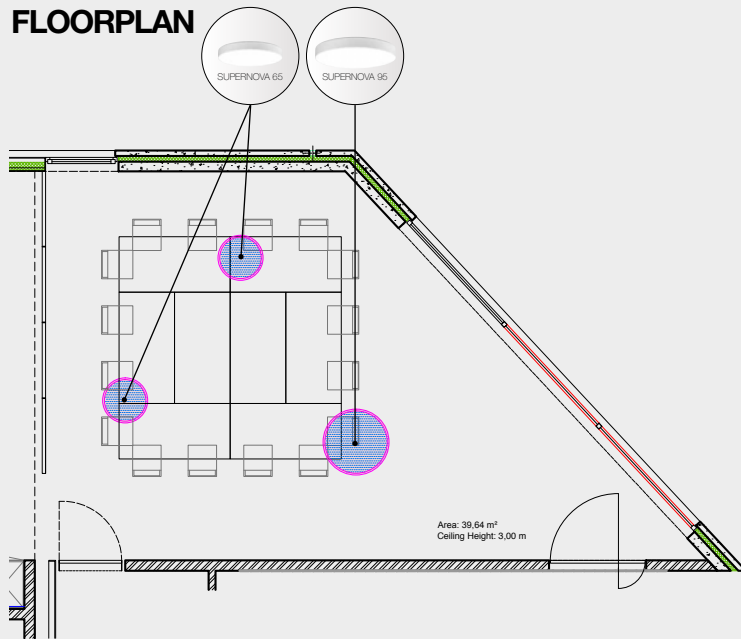 FLOORPLAN
SUPERNOVA 65
SUPERNOVA 95
Area: 39,64 m²
Ceiling Height: 3,00 m